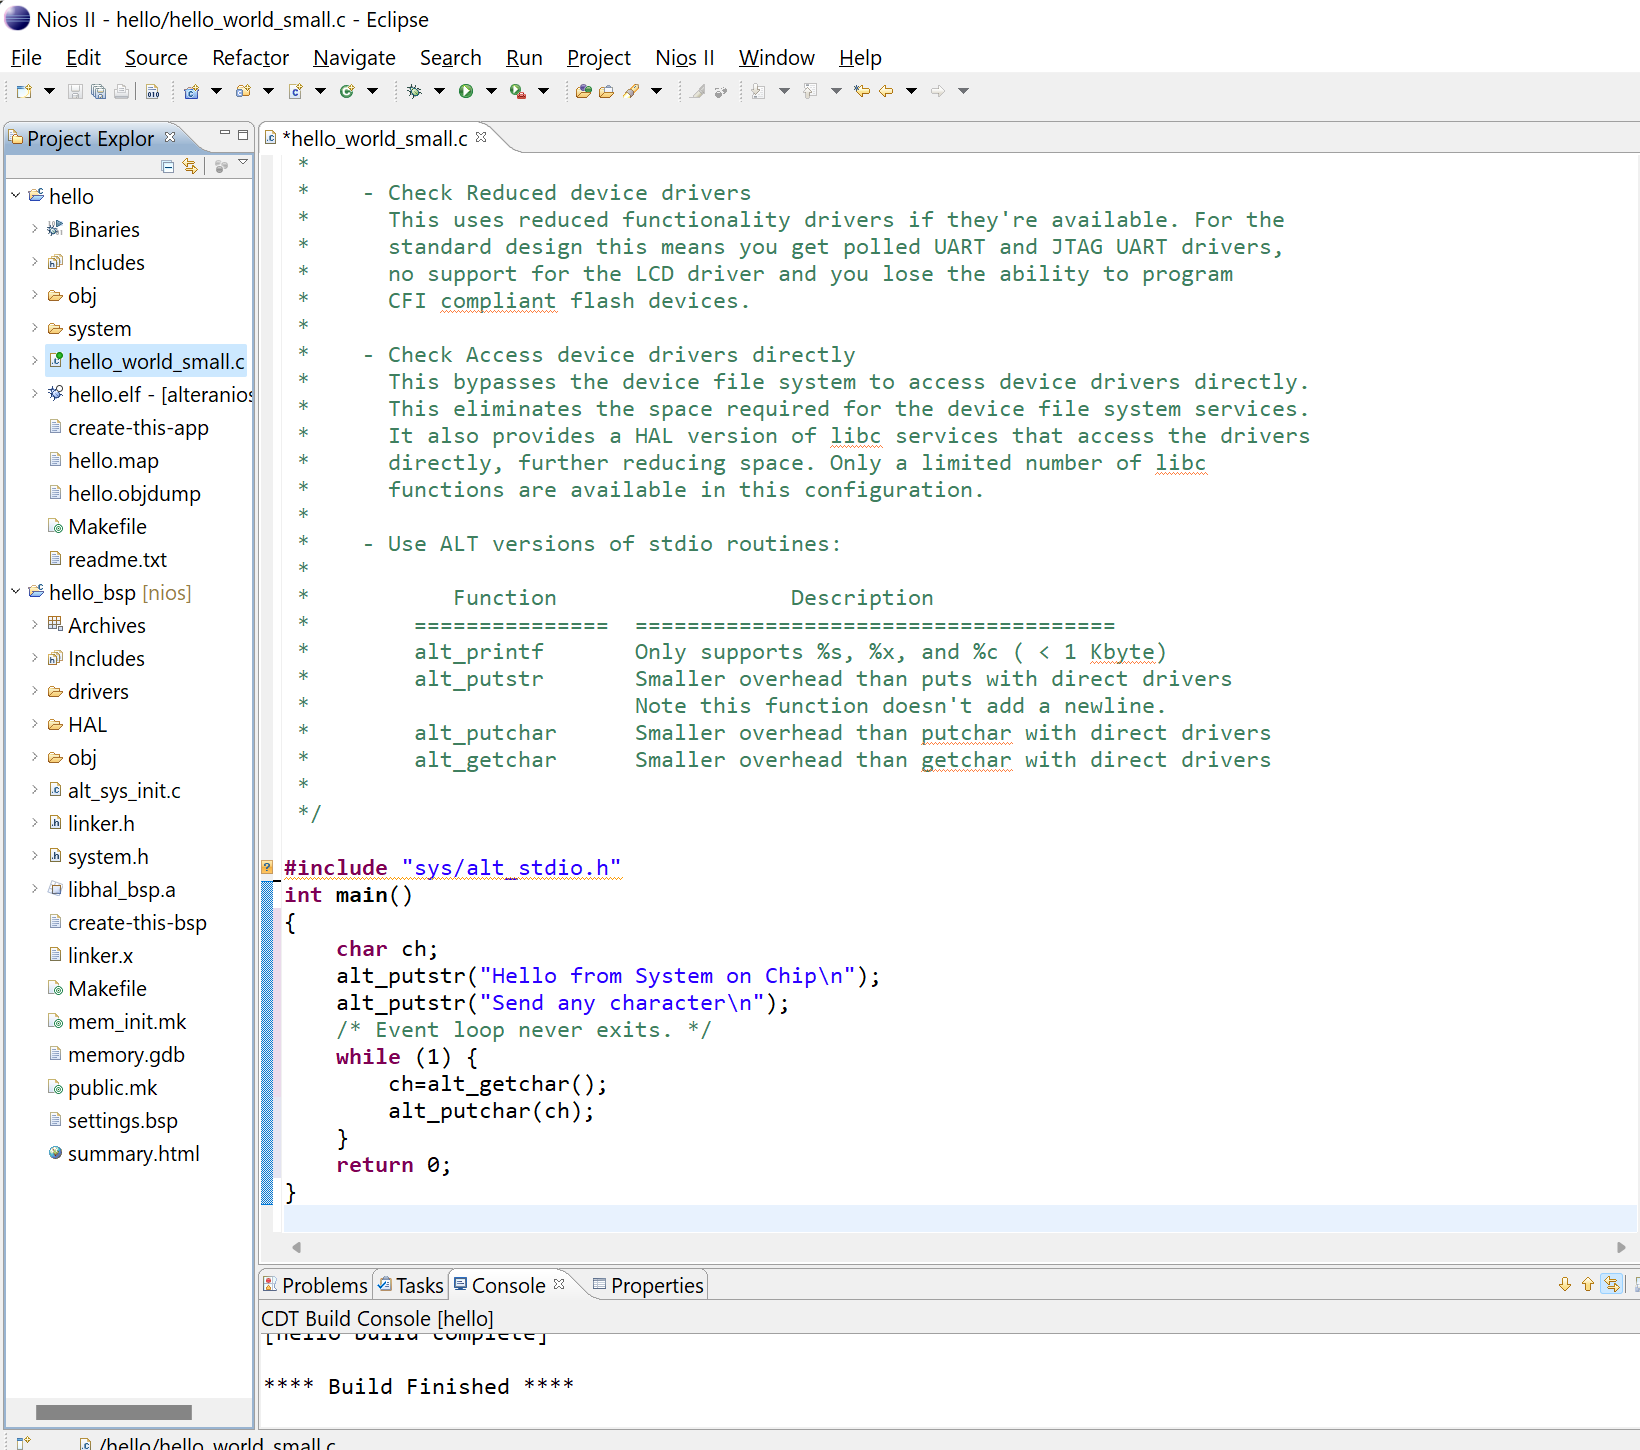 Nios II - hello/hello_world_small.c - Eclipse
File Edit Source Refactor Navigate Search Run Project Nios II Window Help
Project Explor
hello
Binaries
Includes
obj
system
hello_world_small.c
hello.elf - [alteranios
create-this-app
hello.map
hello.objdump
Makefile
readme.txt
hello_bsp [nios]
Archives
Includes
drivers
HAL
obj
alt_sys_init.c
linker.h
system.h
libhal_bsp.a
create-this-bsp
linker.x
Makefile
mem_init.mk
memory.gdb
public.mk
settings.bsp
summary.html
*hello_world_small.c
*
*    - Check Reduced device drivers
*      This uses reduced functionality drivers if they're available. For the
*      standard design this means you get polled UART and JTAG UART drivers,
*      no support for the LCD driver and you lose the ability to program
*      CFI compliant flash devices.
*
*    - Check Access device drivers directly
*      This bypasses the device file system to access device drivers directly.
*      This eliminates the space required for the device file system services.
*      It also provides a HAL version of libc services that access the drivers
*      directly, further reducing space. Only a limited number of libc
*      functions are available in this configuration.
*
*    - Use ALT versions of stdio routines:
*
*           Function                  Description
*        ===============  =====================================
*        alt_printf       Only supports %s, %x, and %c ( < 1 Kbyte)
*        alt_putstr       Smaller overhead than puts with direct drivers
*                         Note this function doesn't add a newline.
*        alt_putchar      Smaller overhead than putchar with direct drivers
*        alt_getchar      Smaller overhead than getchar with direct drivers
*
*/
#include "sys/alt_stdio.h"
int main()
{
    char ch;
    alt_putstr("Hello from System on Chip\n");
    alt_putstr("Send any character\n");
    /* Event loop never exits. */
    while (1) {
        ch=alt_getchar();
        alt_putchar(ch);
    }
    return 0;
}
Problems Tasks Console Properties
CDT Build Console [hello]
[hello build complete]
**** Build Finished ****
/hello/hello_world_small.c